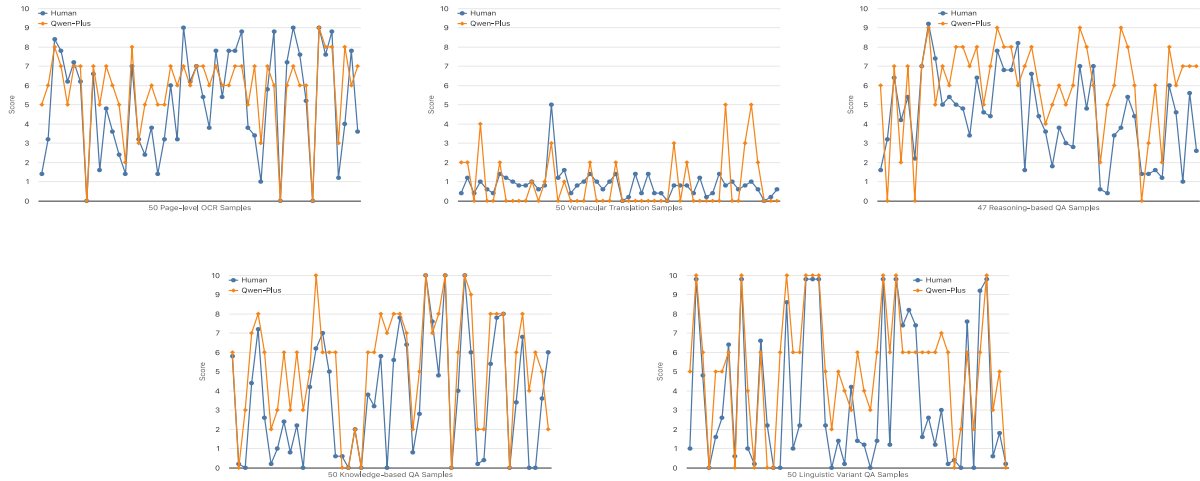 Human
Qwen-Plus
10
9
8
7
6
5
4
3
2
1
0
Score
50 Page-level OCR Samples
Human
Qwen-Plus
10
9
8
7
6
5
4
3
2
1
0
Score
50 Vernacular Translation Samples
Human
Qwen-Plus
10
9
8
7
6
5
4
3
2
1
0
Score
47 Reasoning-based QA Samples
Human
Qwen-Plus
10
9
8
7
6
5
4
3
2
1
0
Score
50 Knowledge-based QA Samples
Human
Qwen-Plus
10
9
8
7
6
5
4
3
2
1
0
Score
50 Linguistic Variant QA Samples